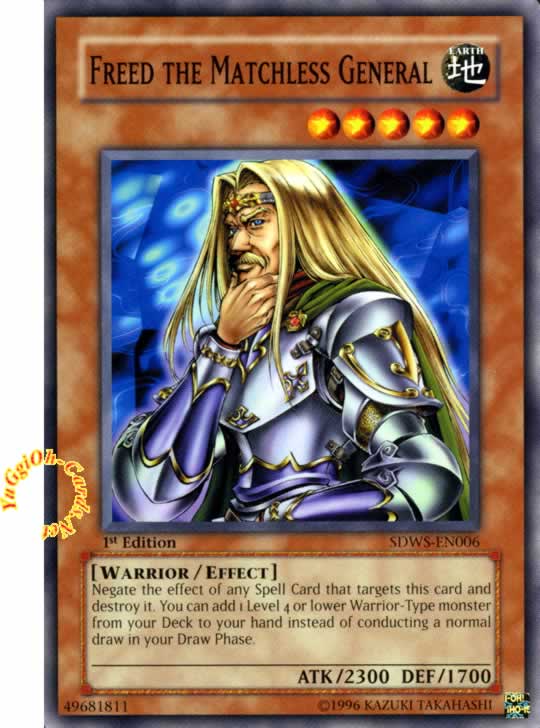 FREED THE MATCHLESS GENERAL
EARTH
地
1st Edition
SDWS-EN006
[WARRIOR / EFFECT]
Negate the effect of any Spell Card that targets this card and
destroy it. You can add 1 Level 4 or lower Warrior-Type monster
from your Deck to your hand instead of conducting a normal
draw in your Draw Phase.
ATK/2300 DEF/1700
49681811
©1996 KAZUKI TAKAHASHI
YuGgiOh-Cards.Net